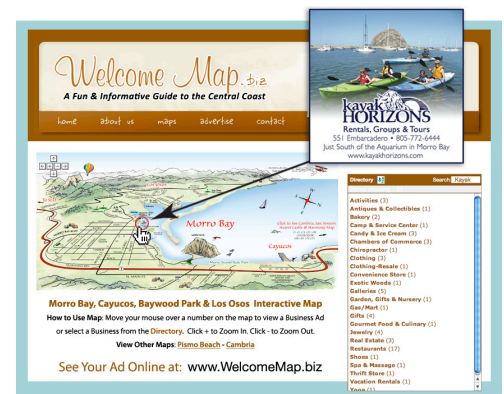 Welcome Map.biz
A Fun & Informative Guide to the Central Coast
home about us maps advertise contact
kayak
HORIZONS
Rentals, Groups & Tours
551 Embarcadero • 805-772-6444
Just South of the Aquarium in Morro Bay
www.kayakhorizons.com
Morro Bay
Cayucos
Morro Bay, Cayucos, Baywood Park & Los Osos Interactive Map
How to Use Map: Move your mouse over a number on the map to view a Business Ad
or select a Business from the Directory. Click + to Zoom In. Click - to Zoom Out.
View Other Maps: Pismo Beach - Cambria
See Your Ad Online at: www.WelcomeMap.biz
Directory Search: Kayak
Activities (3)
Antiques & Collectibles (1)
Bakery (2)
Camp & Service Center (1)
Candy & Ice Cream (3)
Chambers of Commerce (3)
Chiropractor (1)
Clothing (3)
Clothing-Resale (1)
Convenience Store (1)
Exotic Woods (1)
Galleries (5)
Garden, Gifts & Nursery (1)
Gas/Mart (1)
Gifts (4)
Gourmet Food & Culinary (1)
Jewelry (4)
Real Estate (3)
Restaurants (17)
Shoes (1)
Spa & Massage (1)
Thrift Store (1)
Vacation Rentals (1)
Yoga (1)